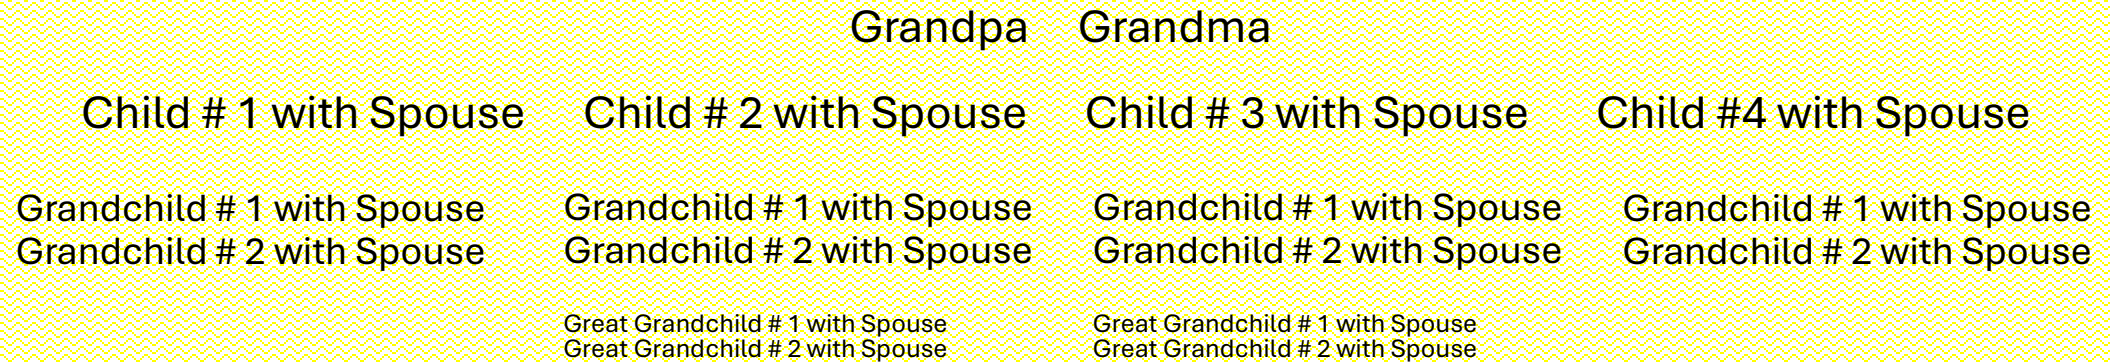 Grandpa Grandma
Child # 1 with Spouse Child # 2 with Spouse Child # 3 with Spouse Child #4 with Spouse
Grandchild # 1 with Spouse Grandchild # 1 with Spouse Grandchild # 1 with Spouse Grandchild # 1 with Spouse
Grandchild # 2 with Spouse Grandchild # 2 with Spouse Grandchild # 2 with Spouse Grandchild # 2 with Spouse
Great Grandchild # 1 with Spouse Great Grandchild # 1 with Spouse
Great Grandchild # 2 with Spouse Great Grandchild # 2 with Spouse